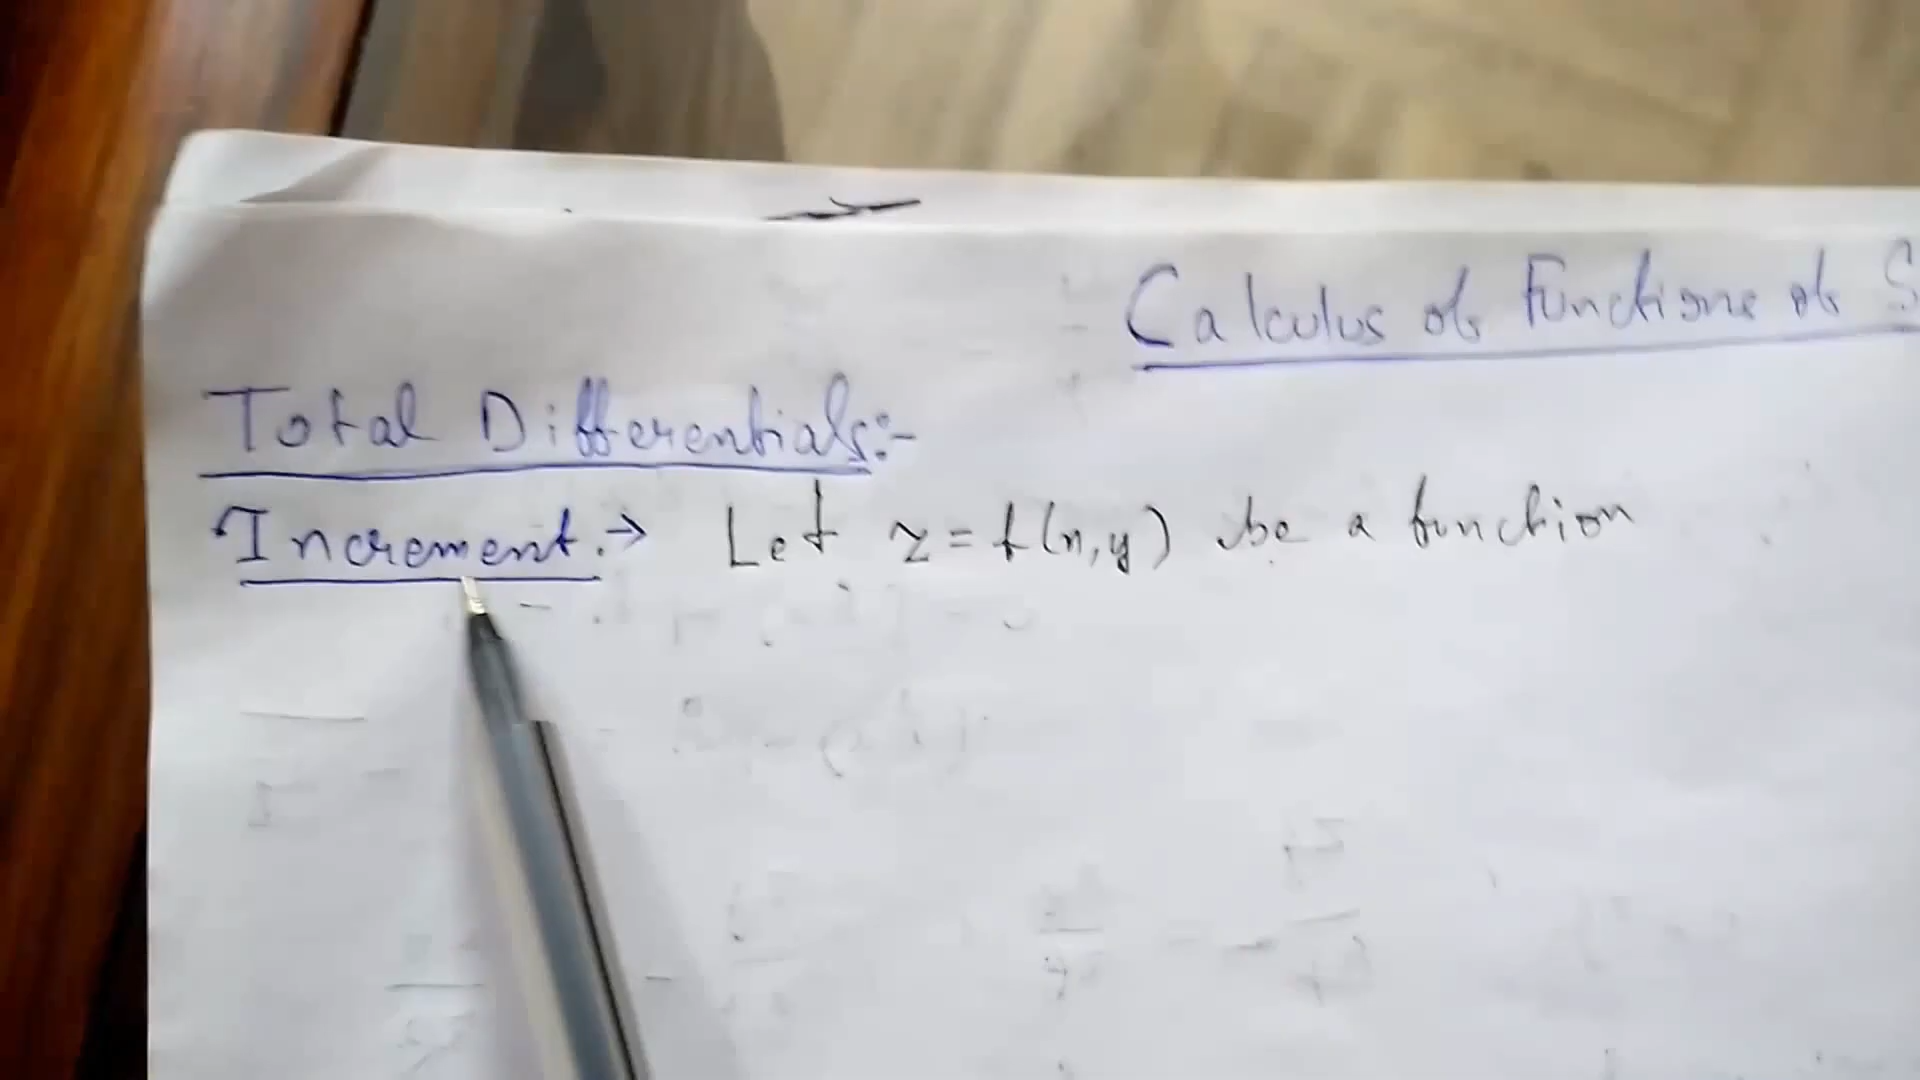 Calculus of Functions of
Total Differentials:-
Increment.→ Let z = f(x,y) be a function